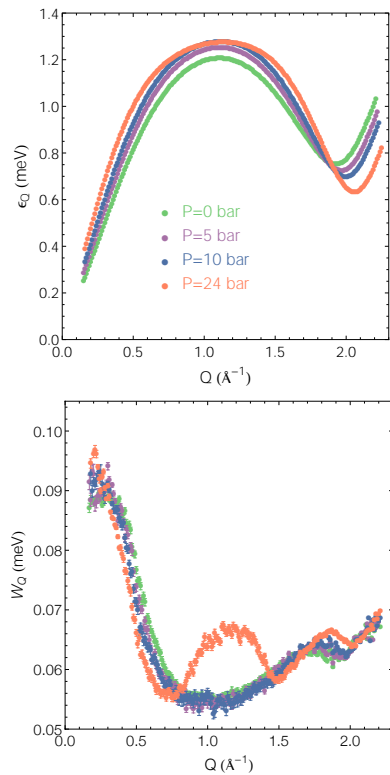 1.4
1.2
1.0
0.8
0.6
0.4
0.2
0.0
ϵQ (meV)
P=0 bar
P=5 bar
P=10 bar
P=24 bar
0.0 0.5 1.0 1.5 2.0
Q (Å⁻¹)
0.10
0.09
0.08
0.07
0.06
0.05
WQ (meV)
0.0 0.5 1.0 1.5 2.0
Q (Å⁻¹)